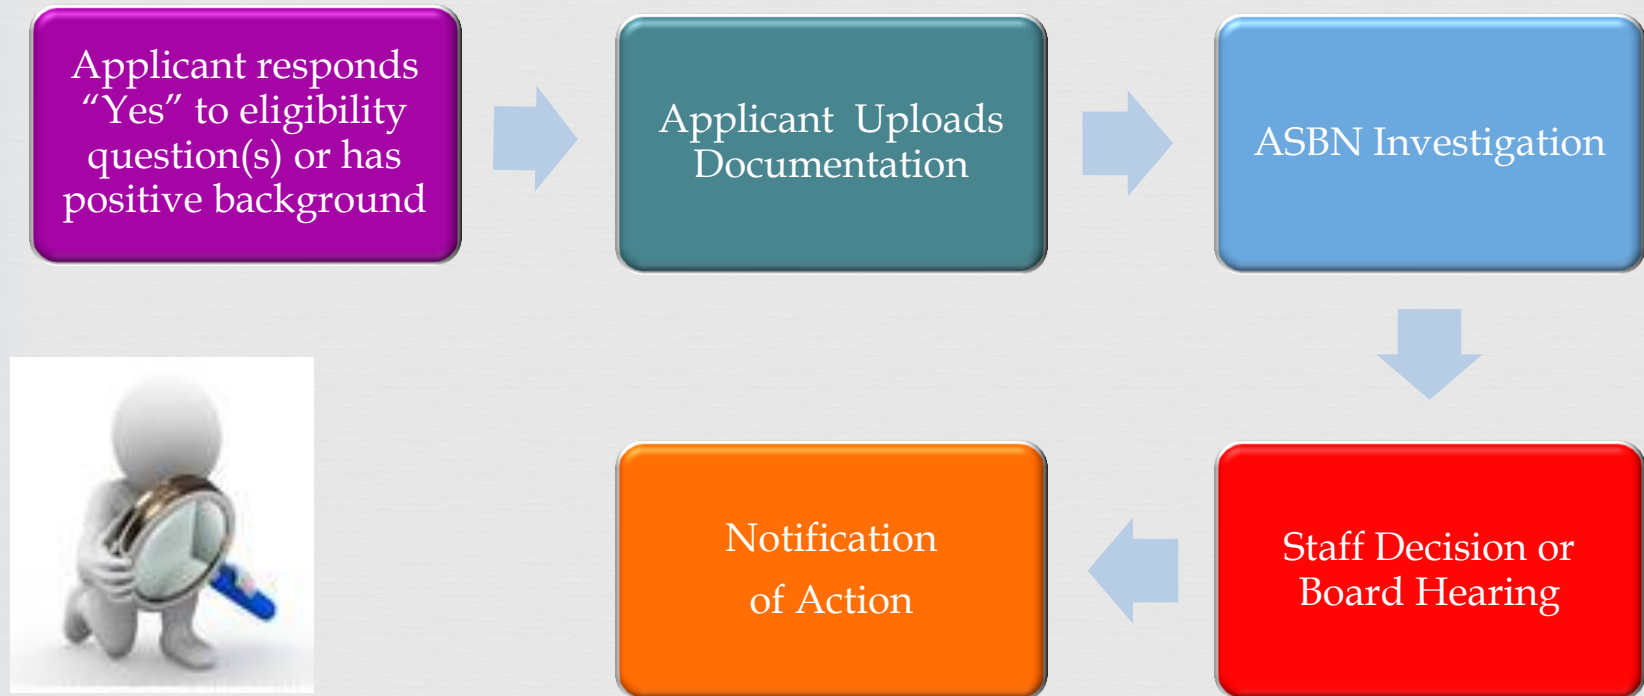 Applicant responds
“Yes” to eligibility
question(s) or has
positive background
Applicant Uploads
Documentation
ASBN Investigation
Staff Decision or
Board Hearing
Notification
of Action